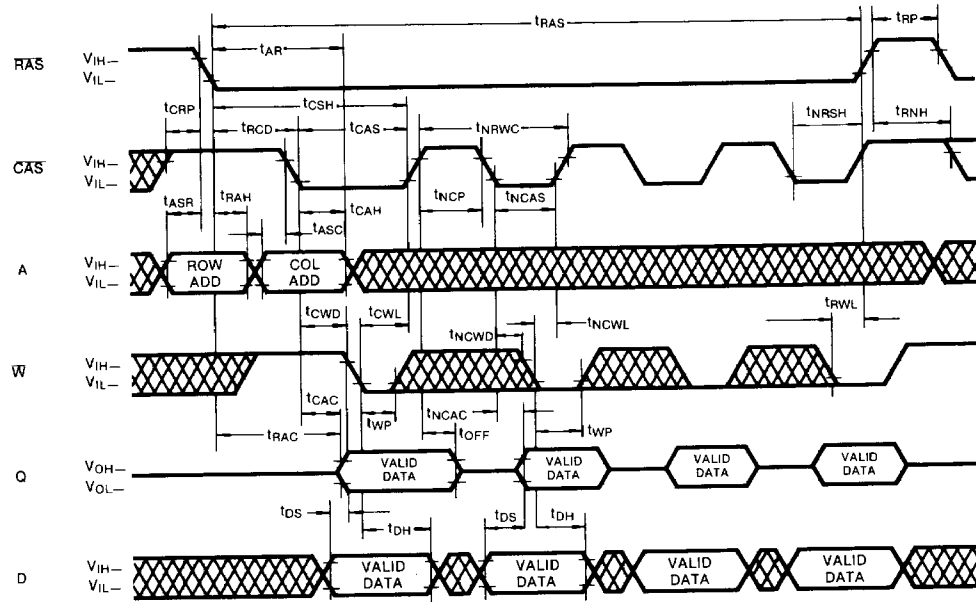 tRAS
tRP
tAR
RAS
VIH
VIL
tCRP
tCSH
tRCD
tCAS
tNRWC
tNRSH
tRNH
CAS
VIH
VIL
tASR
tRAH
tCAH
tNCP
tNCAS
tASC
A
VIH
VIL
ROW ADD
COL ADD
tCWD
tCWL
tNCWD
tNCWL
tRWL
W
VIH
VIL
tCAC
tWP
tNCAC
tOFF
tWP
tRAC
Q
VOH
VOL
VALID DATA
VALID DATA
VALID DATA
VALID DATA
tDS
tDH
tDS
tDH
D
VIH
VIL
VALID DATA
VALID DATA
VALID DATA
VALID DATA